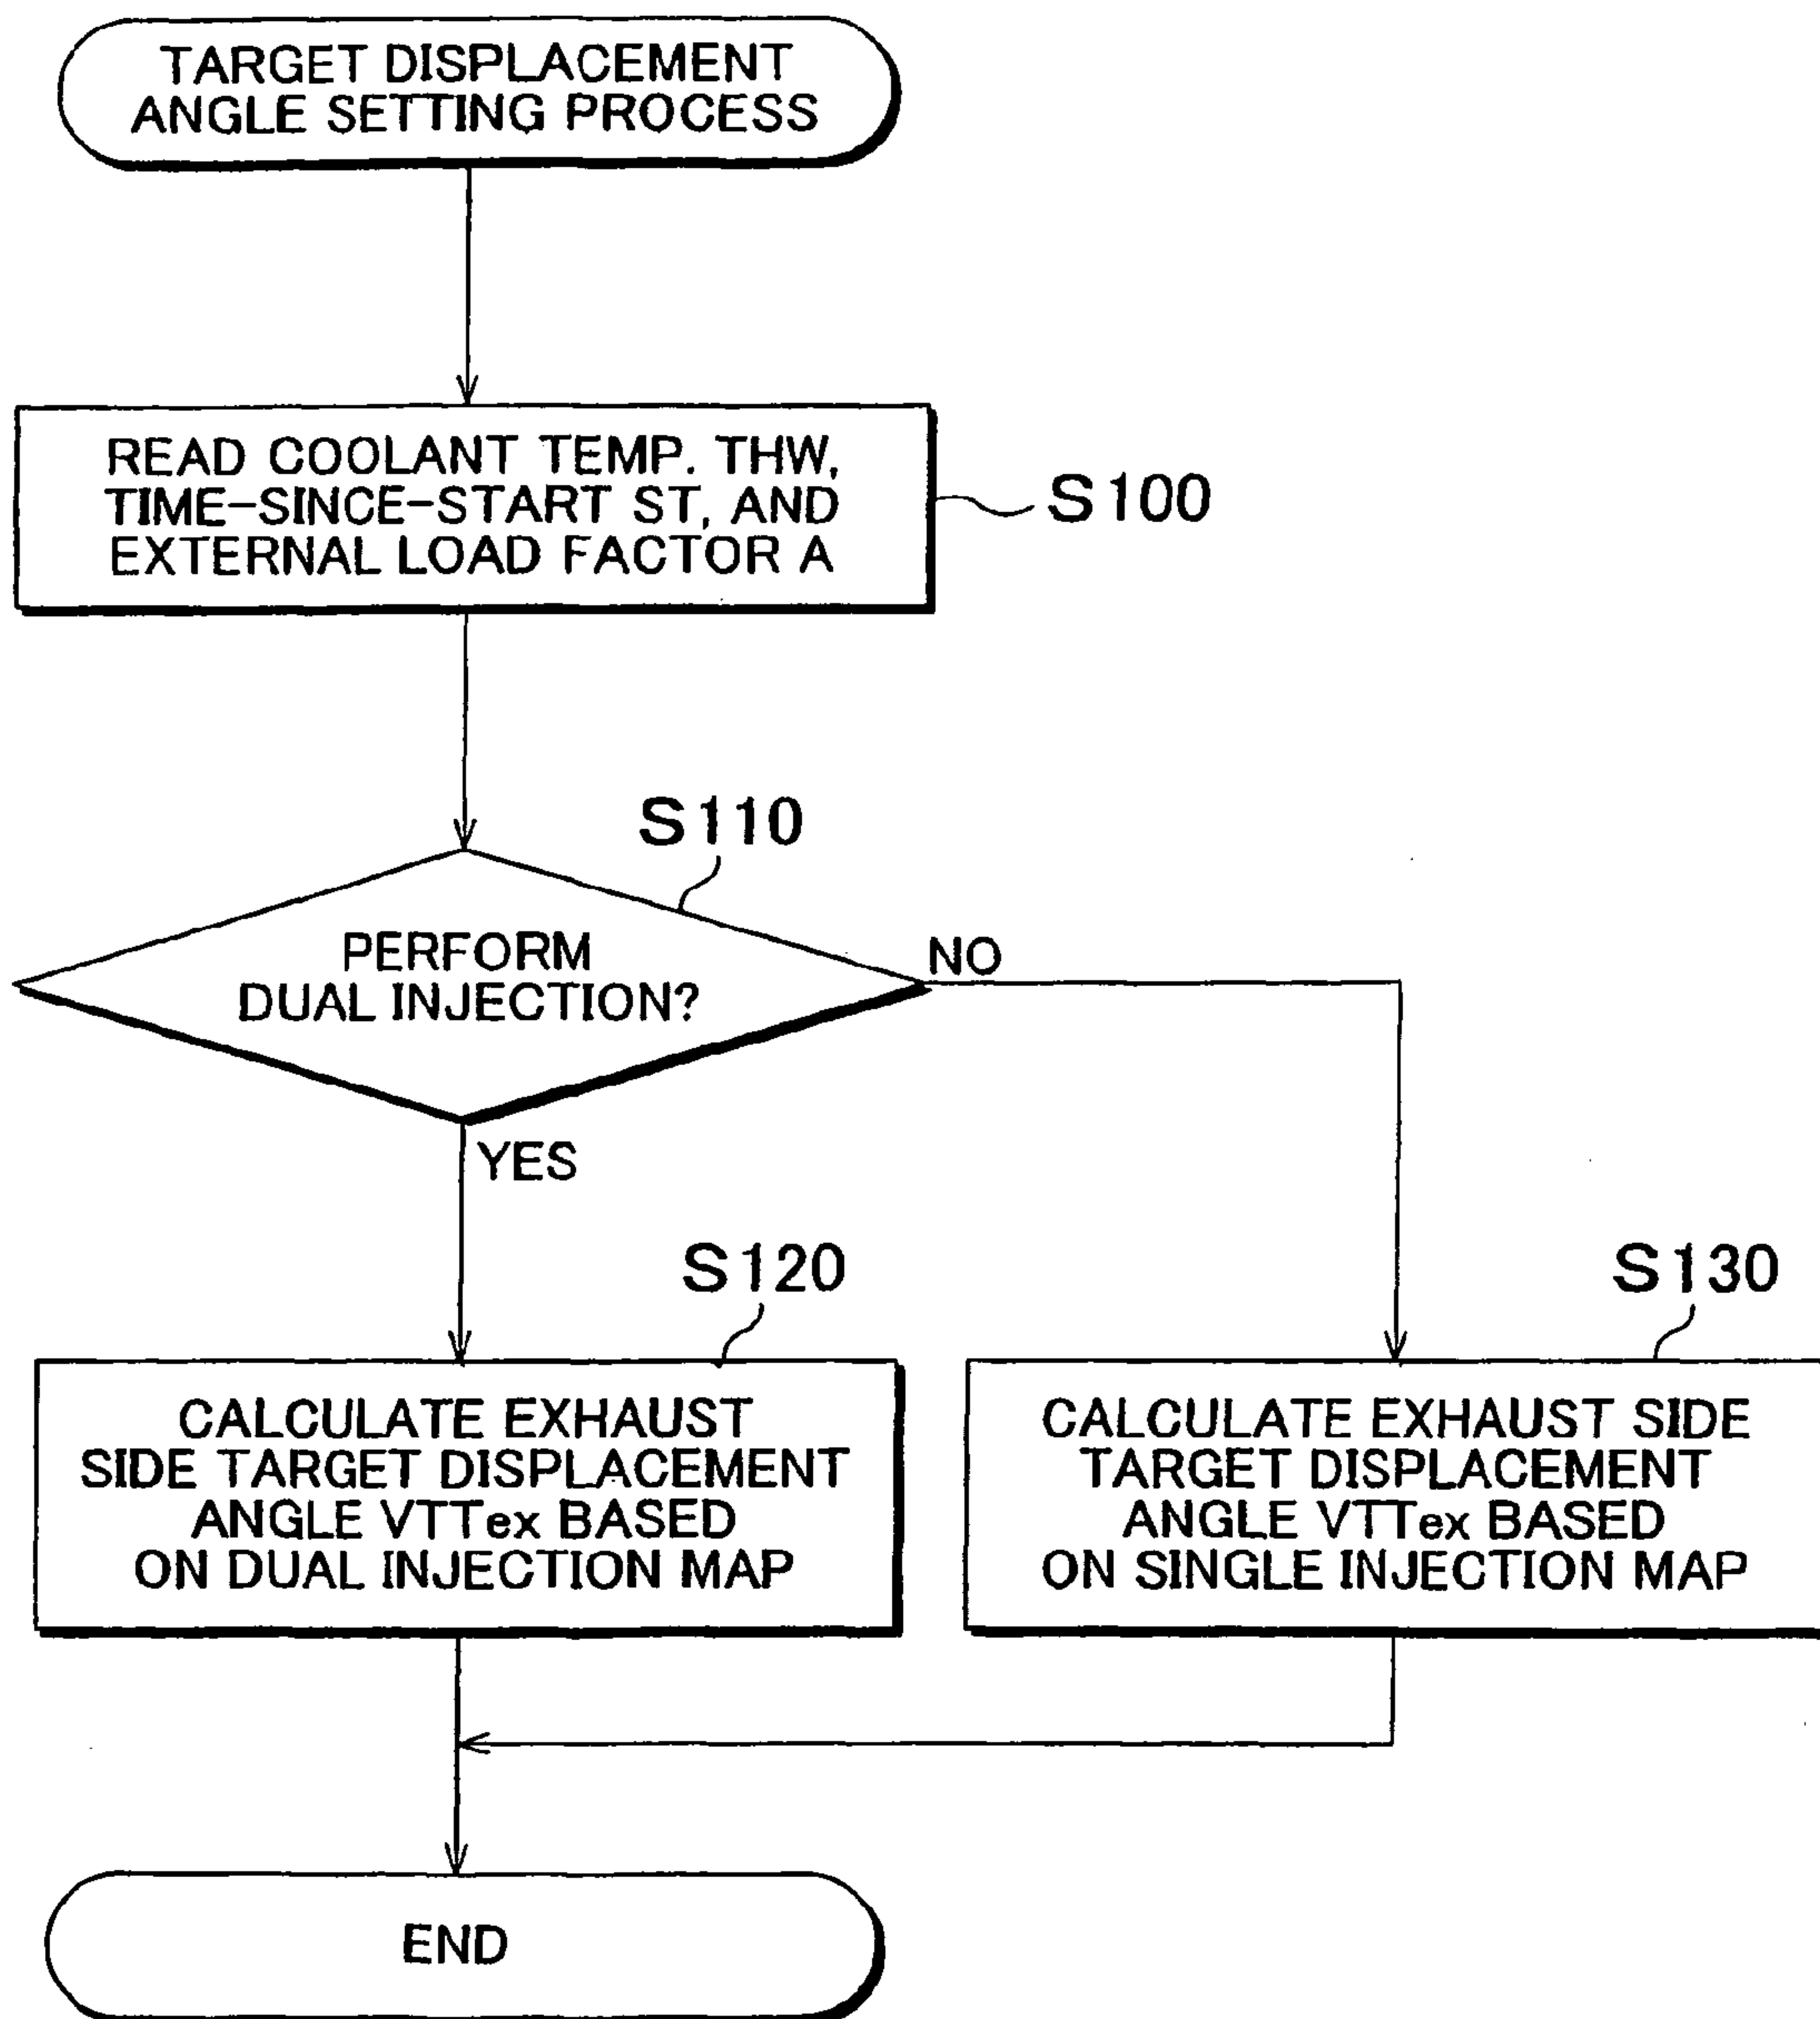 TARGET DISPLACEMENT
ANGLE SETTING PROCESS
READ COOLANT TEMP. THW,
TIME-SINCE-START ST, AND
EXTERNAL LOAD FACTOR A
S100
S110
PERFORM
DUAL INJECTION?
NO
YES
S120
CALCULATE EXHAUST
SIDE TARGET DISPLACEMENT
ANGLE VTTex BASED
ON DUAL INJECTION MAP
S130
CALCULATE EXHAUST SIDE
TARGET DISPLACEMENT
ANGLE VTTex BASED
ON SINGLE INJECTION MAP
END